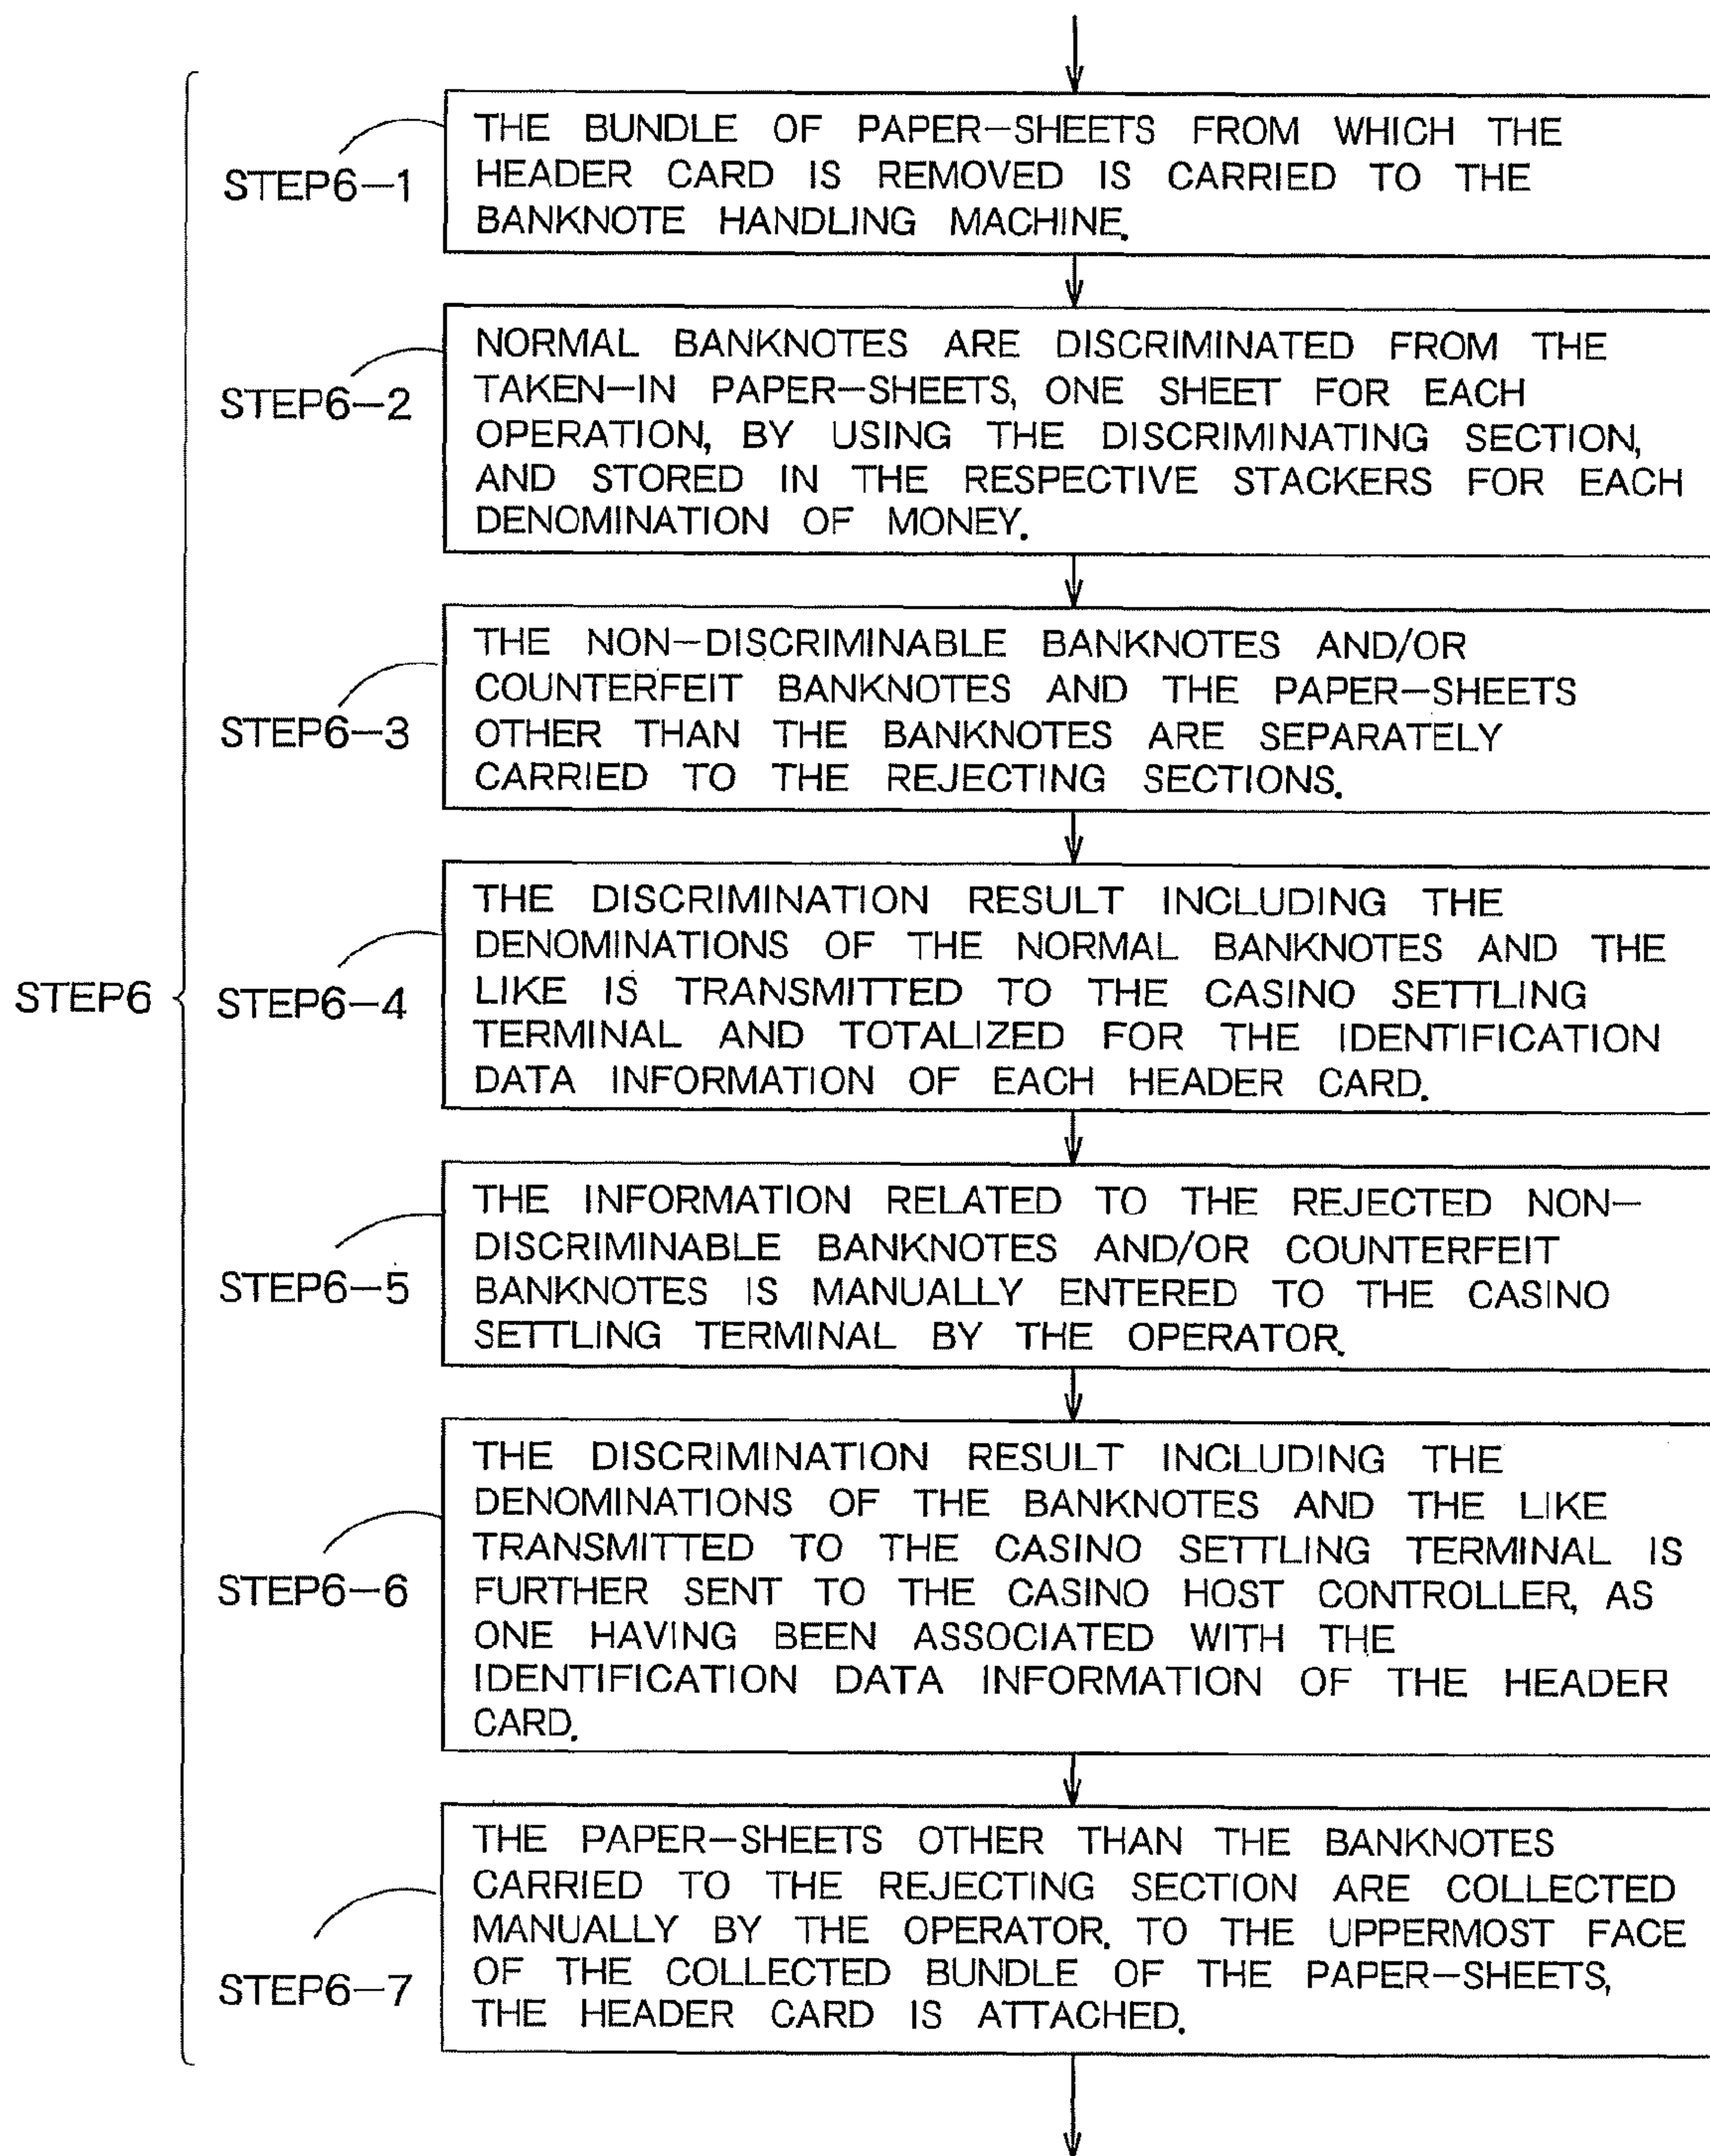 STEP6
STEP6-1
THE BUNDLE OF PAPER-SHEETS FROM WHICH THE
HEADER CARD IS REMOVED IS CARRIED TO THE
BANKNOTE HANDLING MACHINE.
STEP6-2
NORMAL BANKNOTES ARE DISCRIMINATED FROM THE
TAKEN-IN PAPER-SHEETS, ONE SHEET FOR EACH
OPERATION, BY USING THE DISCRIMINATING SECTION,
AND STORED IN THE RESPECTIVE STACKERS FOR EACH
DENOMINATION OF MONEY.
STEP6-3
THE NON-DISCRIMINABLE BANKNOTES AND/OR
COUNTERFEIT BANKNOTES AND THE PAPER-SHEETS
OTHER THAN THE BANKNOTES ARE SEPARATELY
CARRIED TO THE REJECTING SECTIONS.
STEP6-4
THE DISCRIMINATION RESULT INCLUDING THE
DENOMINATIONS OF THE NORMAL BANKNOTES AND THE
LIKE IS TRANSMITTED TO THE CASINO SETTLING
TERMINAL AND TOTALIZED FOR THE IDENTIFICATION
DATA INFORMATION OF EACH HEADER CARD.
STEP6-5
THE INFORMATION RELATED TO THE REJECTED NON-
DISCRIMINABLE BANKNOTES AND/OR COUNTERFEIT
BANKNOTES IS MANUALLY ENTERED TO THE CASINO
SETTLING TERMINAL BY THE OPERATOR.
STEP6-6
THE DISCRIMINATION RESULT INCLUDING THE
DENOMINATIONS OF THE BANKNOTES AND THE LIKE
TRANSMITTED TO THE CASINO SETTLING TERMINAL IS
FURTHER SENT TO THE CASINO HOST CONTROLLER, AS
ONE HAVING BEEN ASSOCIATED WITH THE
IDENTIFICATION DATA INFORMATION OF THE HEADER
CARD.
STEP6-7
THE PAPER-SHEETS OTHER THAN THE BANKNOTES
CARRIED TO THE REJECTING SECTION ARE COLLECTED
MANUALLY BY THE OPERATOR. TO THE UPPERMOST FACE
OF THE COLLECTED BUNDLE OF THE PAPER-SHEETS,
THE HEADER CARD IS ATTACHED.